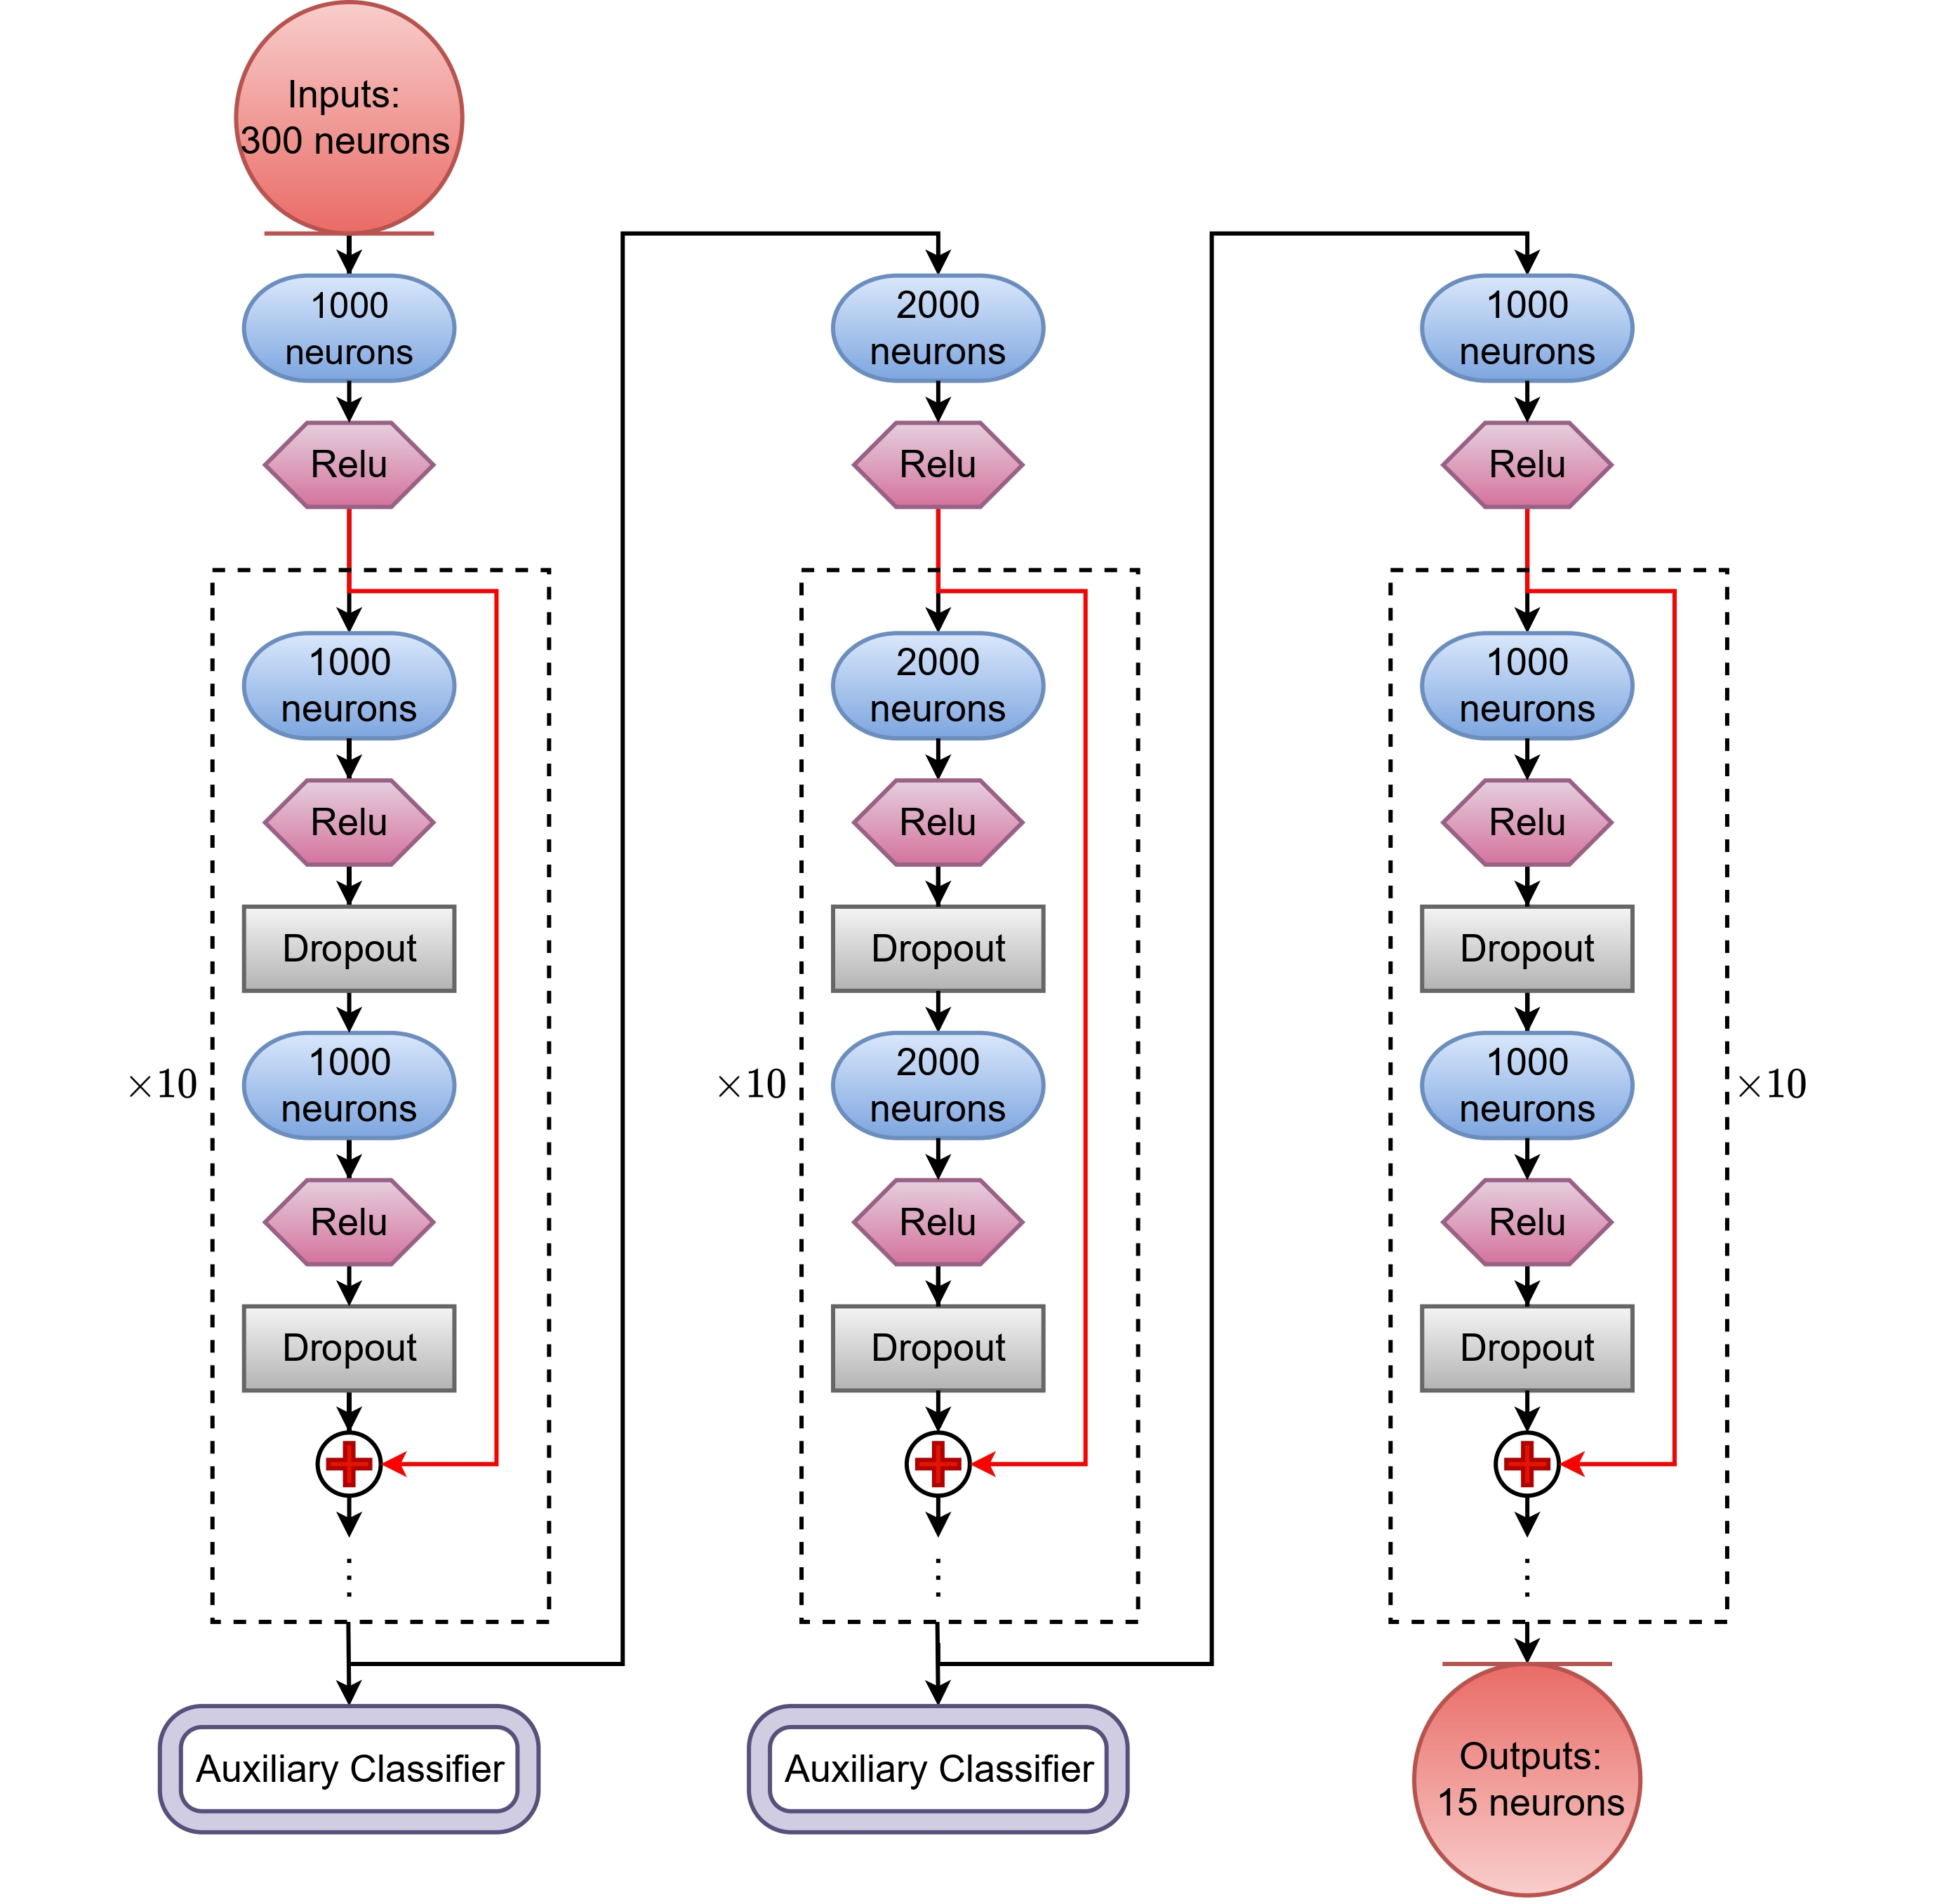 Inputs:
300 neurons
1000
neurons
Relu
1000
neurons
Relu
Dropout
1000
neurons
×10
Relu
Dropout
Auxiliary Classifier
2000
neurons
Relu
2000
neurons
Relu
Dropout
2000
neurons
×10
Relu
Dropout
Auxiliary Classifier
1000
neurons
Relu
1000
neurons
Relu
Dropout
1000
neurons
×10
Relu
Dropout
Outputs:
15 neurons